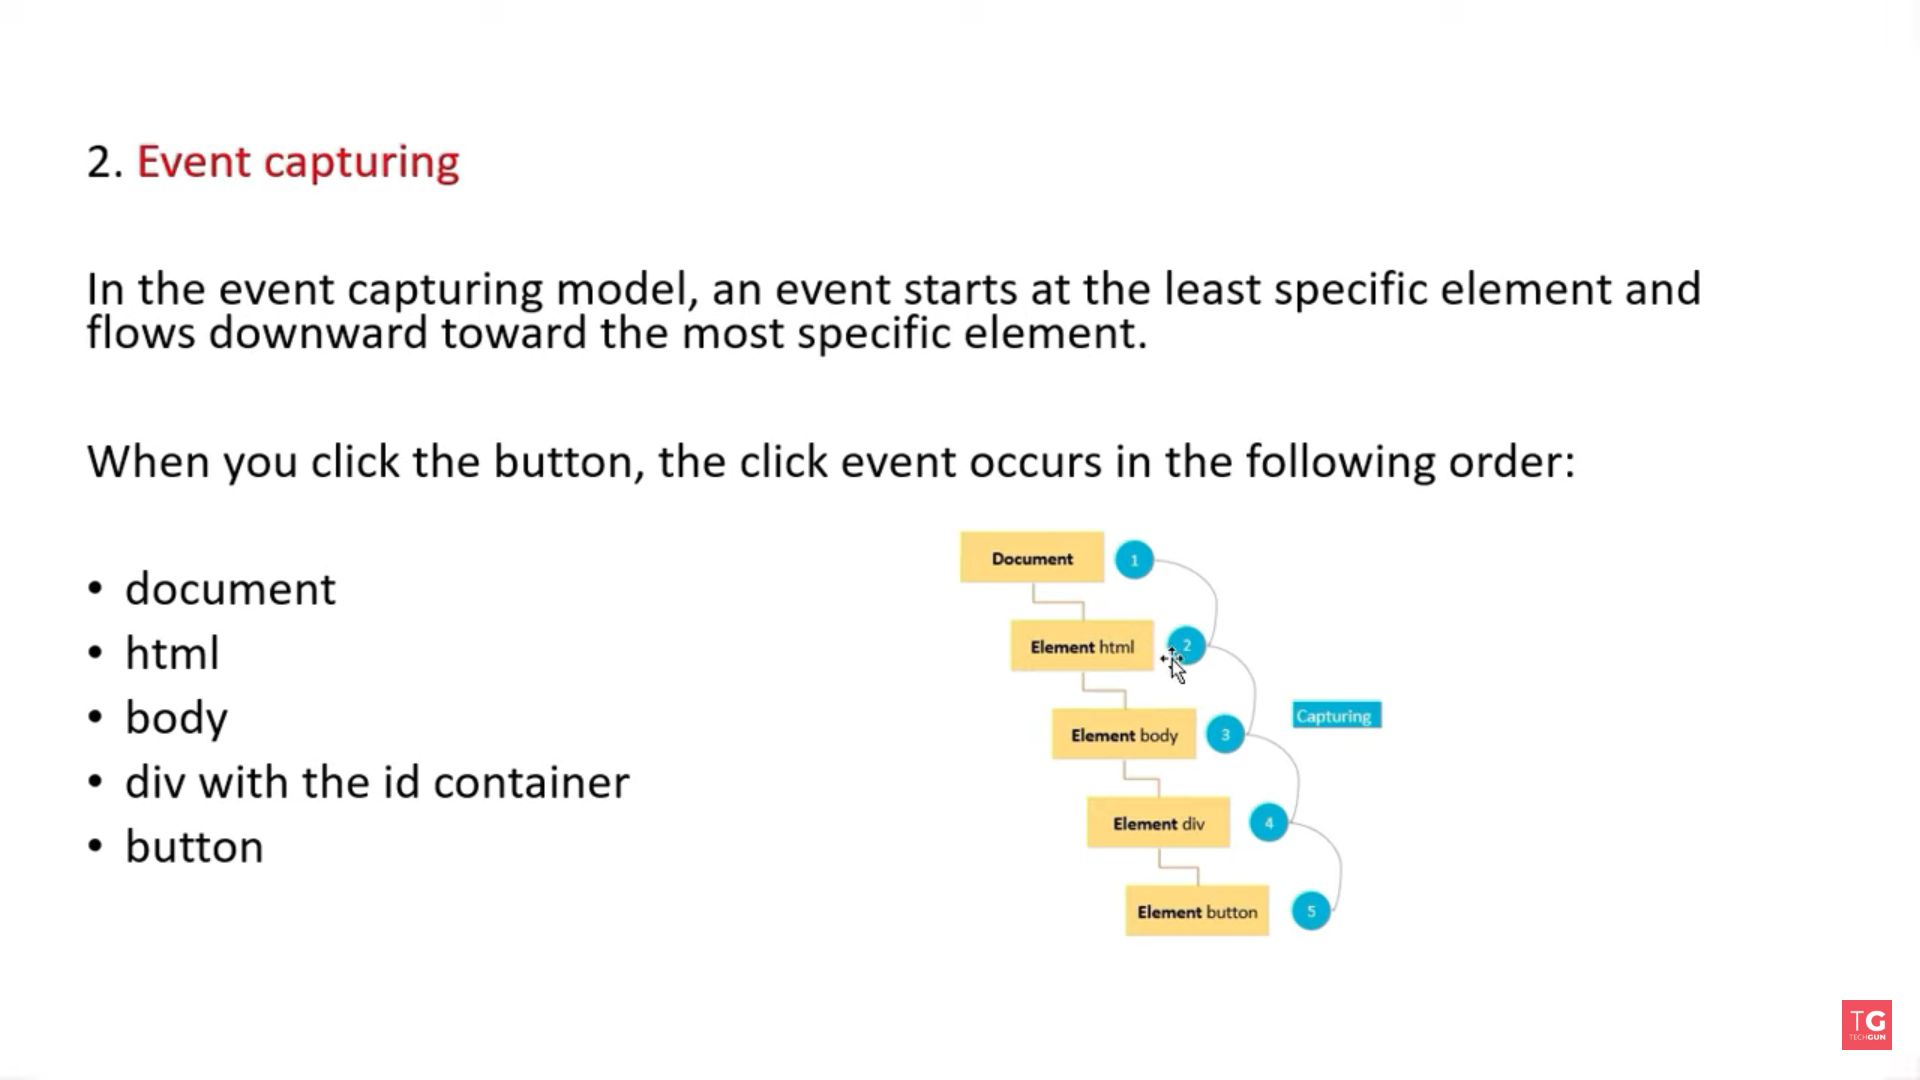 2. Event capturing
In the event capturing model, an event starts at the least specific element and
flows downward toward the most specific element.
When you click the button, the click event occurs in the following order:
• document
• html
• body
• div with the id container
• button
Document 1
Element html 2
Element body 3
Capturing
Element div 4
Element button 5
TG
TECHGUN